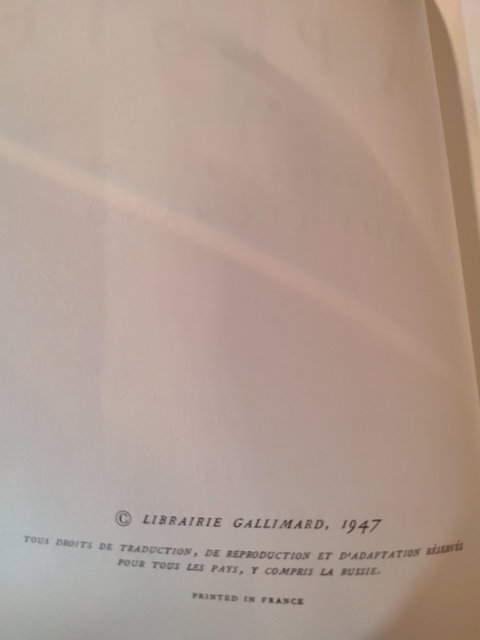 © LIBRAIRIE GALLIMARD, 1947
TOUS DROITS DE TRADUCTION, DE REPRODUCTION ET D'ADAPTATION RÉSERVÉS
POUR TOUS LES PAYS, Y COMPRIS LA RUSSIE.
PRINTED IN FRANCE